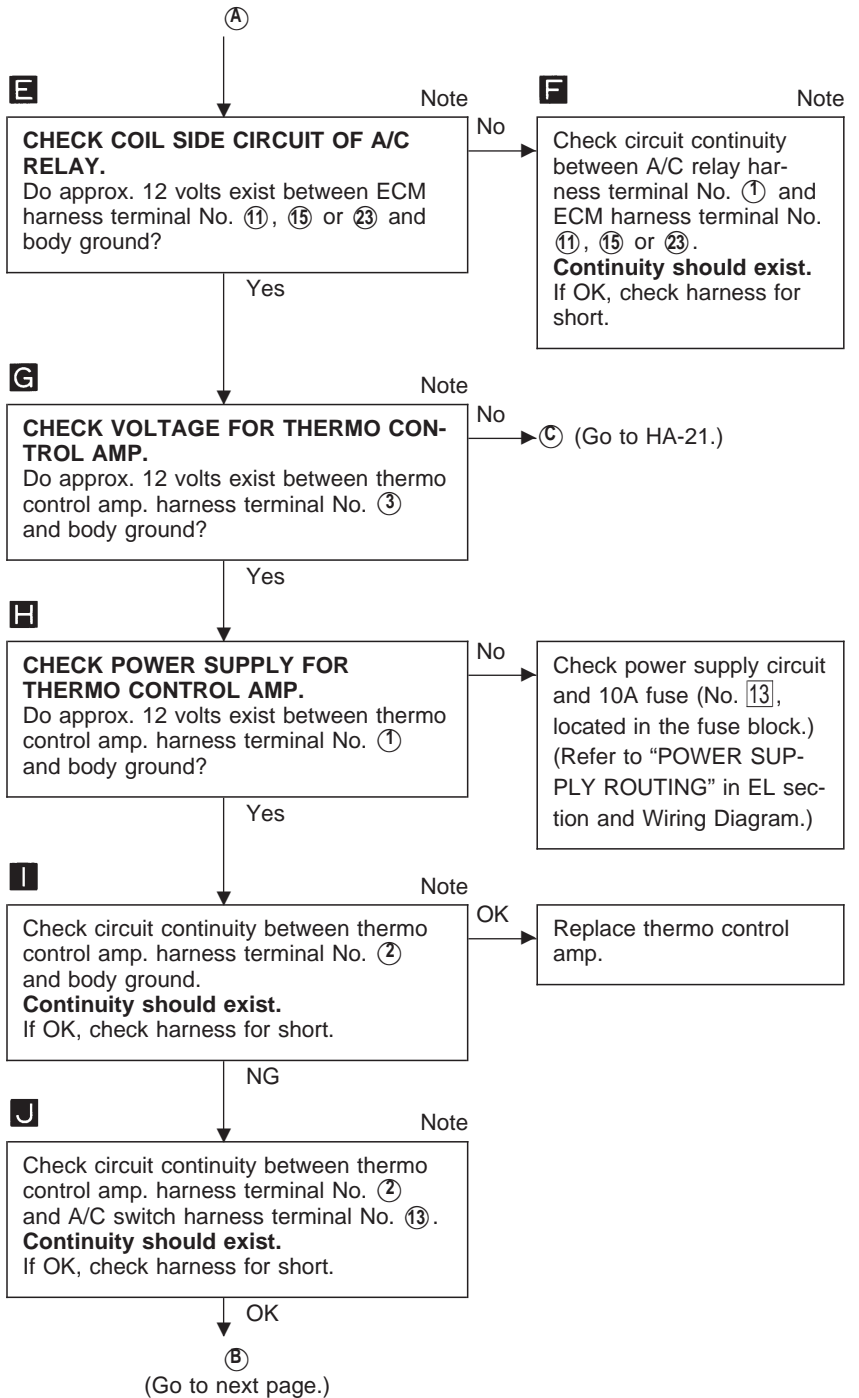 Ⓐ
E
Note
CHECK COIL SIDE CIRCUIT OF A/C
RELAY.
Do approx. 12 volts exist between ECM
harness terminal No. ⑪, ⑮ or ㉓ and
body ground?
No
F
Note
Check circuit continuity
between A/C relay har-
ness terminal No. ① and
ECM harness terminal No.
⑪, ⑮ or ㉓.
Continuity should exist.
If OK, check harness for
short.
Yes
G
Note
CHECK VOLTAGE FOR THERMO CON-
TROL AMP.
Do approx. 12 volts exist between thermo
control amp. harness terminal No. ③
and body ground?
No
Ⓒ (Go to HA-21.)
Yes
H
CHECK POWER SUPPLY FOR
THERMO CONTROL AMP.
Do approx. 12 volts exist between thermo
control amp. harness terminal No. ①
and body ground?
No
Check power supply circuit
and 10A fuse (No. 13,
located in the fuse block.)
(Refer to “POWER SUP-
PLY ROUTING” in EL sec-
tion and Wiring Diagram.)
Yes
I
Note
Check circuit continuity between thermo
control amp. harness terminal No. ②
and body ground.
Continuity should exist.
If OK, check harness for short.
OK
Replace thermo control
amp.
NG
J
Note
Check circuit continuity between thermo
control amp. harness terminal No. ②
and A/C switch harness terminal No. ⑬.
Continuity should exist.
If OK, check harness for short.
OK
Ⓑ
(Go to next page.)